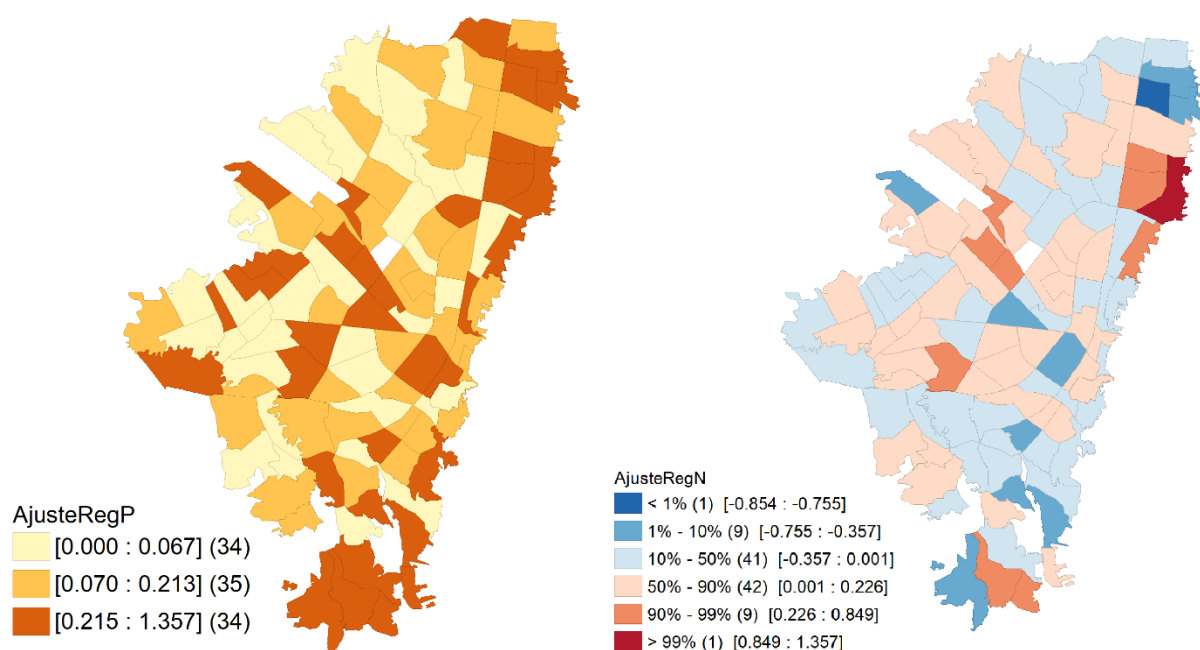 AjusteRegP
[0.000 : 0.067] (34)
[0.070 : 0.213] (35)
[0.215 : 1.357] (34)
AjusteRegN
< 1% (1) [-0.854 : -0.755]
1% - 10% (9) [-0.755 : -0.357]
10% - 50% (41) [-0.357 : 0.001]
50% - 90% (42) [0.001 : 0.226]
90% - 99% (9) [0.226 : 0.849]
> 99% (1) [0.849 : 1.357]